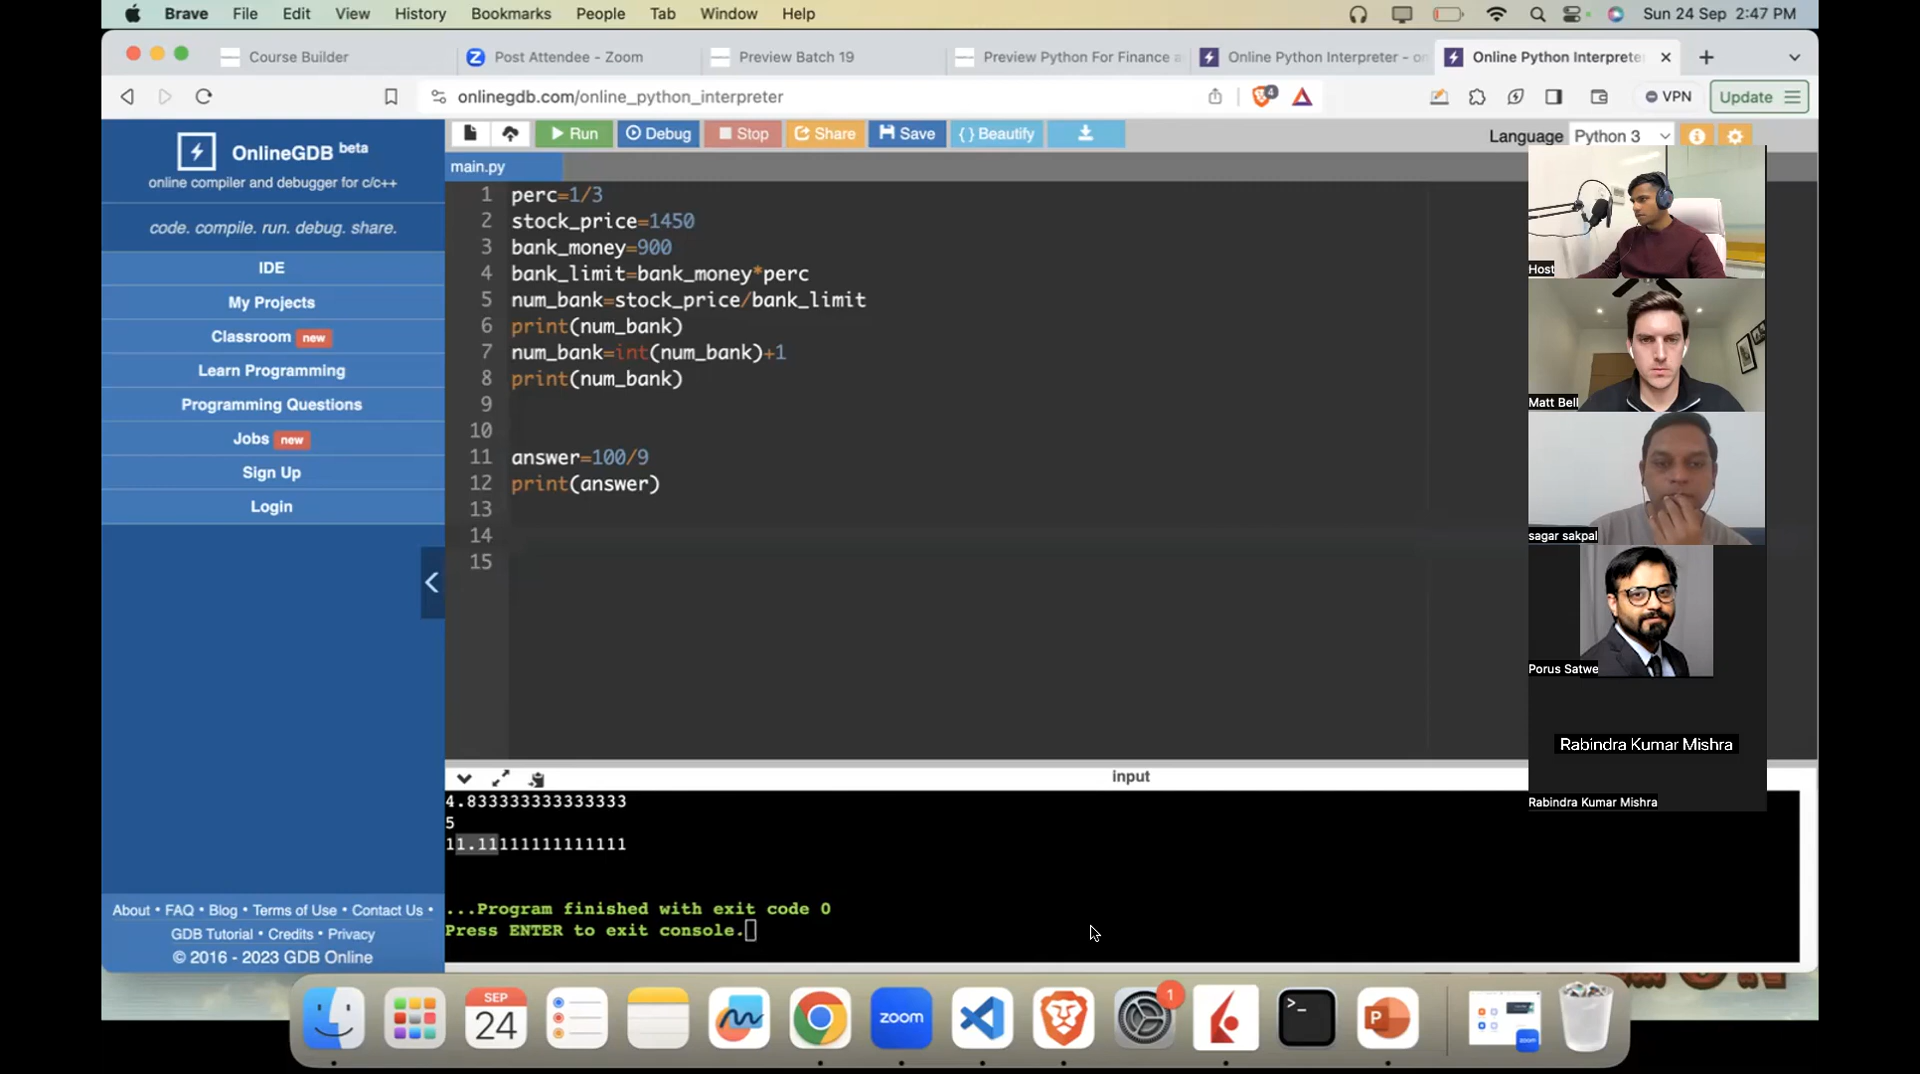 Brave File Edit View History Bookmarks People Tab Window Help Sun 24 Sep 2:47 PM
Course Builder Post Attendee - Zoom Preview Batch 19 Preview Python For Finance a Online Python Interpreter - on Online Python Interprete
onlinegdb.com/online_python_interpreter 4 VPN Update
OnlineGDB beta
online compiler and debugger for c/c++
code. compile. run. debug. share.
IDE
My Projects
Classroom new
Learn Programming
Programming Questions
Jobs new
Sign Up
Login
About • FAQ • Blog • Terms of Use • Contact Us •
GDB Tutorial • Credits • Privacy
© 2016 - 2023 GDB Online
Run Debug Stop Share Save {} Beautify
Language Python 3
main.py
1 perc=1/3
2 stock_price=1450
3 bank_money=900
4 bank_limit=bank_money*perc
5 num_bank=stock_price/bank_limit
6 print(num_bank)
7 num_bank=int(num_bank)+1
8 print(num_bank)
9
10
11 answer=100/9
12 print(answer)
13
14
15
input
4.833333333333333
5
11.11111111111111
...Program finished with exit code 0
Press ENTER to exit console.
Host
Matt Bell
sagar sakpal
Porus Satwe
Rabindra Kumar Mishra
Rabindra Kumar Mishra
SEP
24
zoom
1
>_
P
zoom